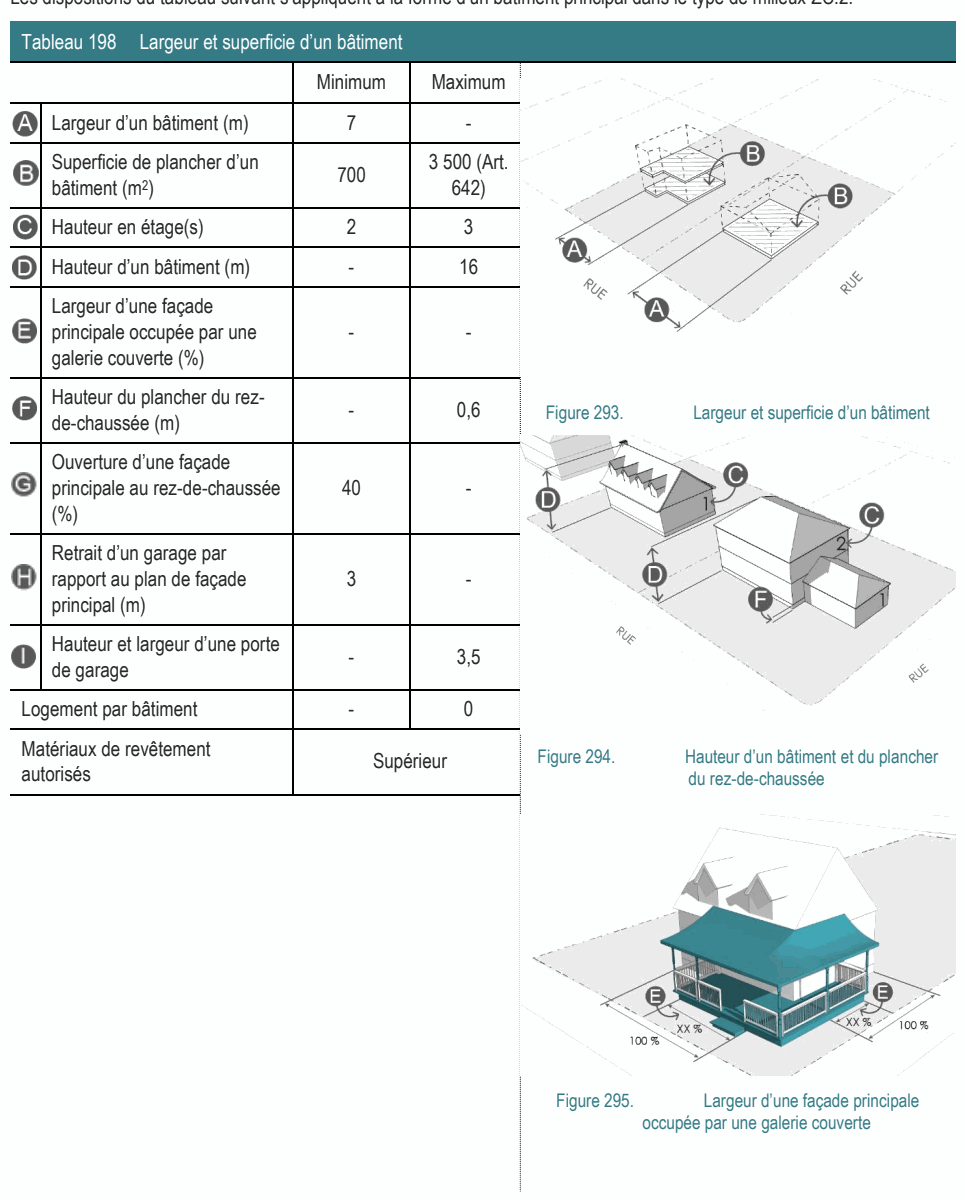 Les dispositions du tableau suivant s'appliquent à la forme d'un bâtiment principal dans le type de milieux ZC.2.
Tableau 198 Largeur et superficie d'un bâtiment
Minimum Maximum
A Largeur d'un bâtiment (m) 7 -
B Superficie de plancher d'un
bâtiment (m²) 700 3 500 (Art.
642)
C Hauteur en étage(s) 2 3
D Hauteur d'un bâtiment (m) - 16
E Largeur d'une façade
principale occupée par une
galerie couverte (%) - -
F Hauteur du plancher du rez-
de-chaussée (m) - 0,6
G Ouverture d'une façade
principale au rez-de-chaussée
(%) 40 -
H Retrait d'un garage par
rapport au plan de façade
principal (m) 3 -
I Hauteur et largeur d'une porte
de garage - 3,5
Logement par bâtiment - 0
Matériaux de revêtement
autorisés Supérieur
B
B
A
RUE
RUE
A
Figure 293. Largeur et superficie d'un bâtiment
C
D
1
C
2
D
F
1
RUE
RUE
Figure 294. Hauteur d'un bâtiment et du plancher
du rez-de-chaussée
E
E
XX %
XX %
100 %
100 %
Figure 295. Largeur d'une façade principale
occupée par une galerie couverte